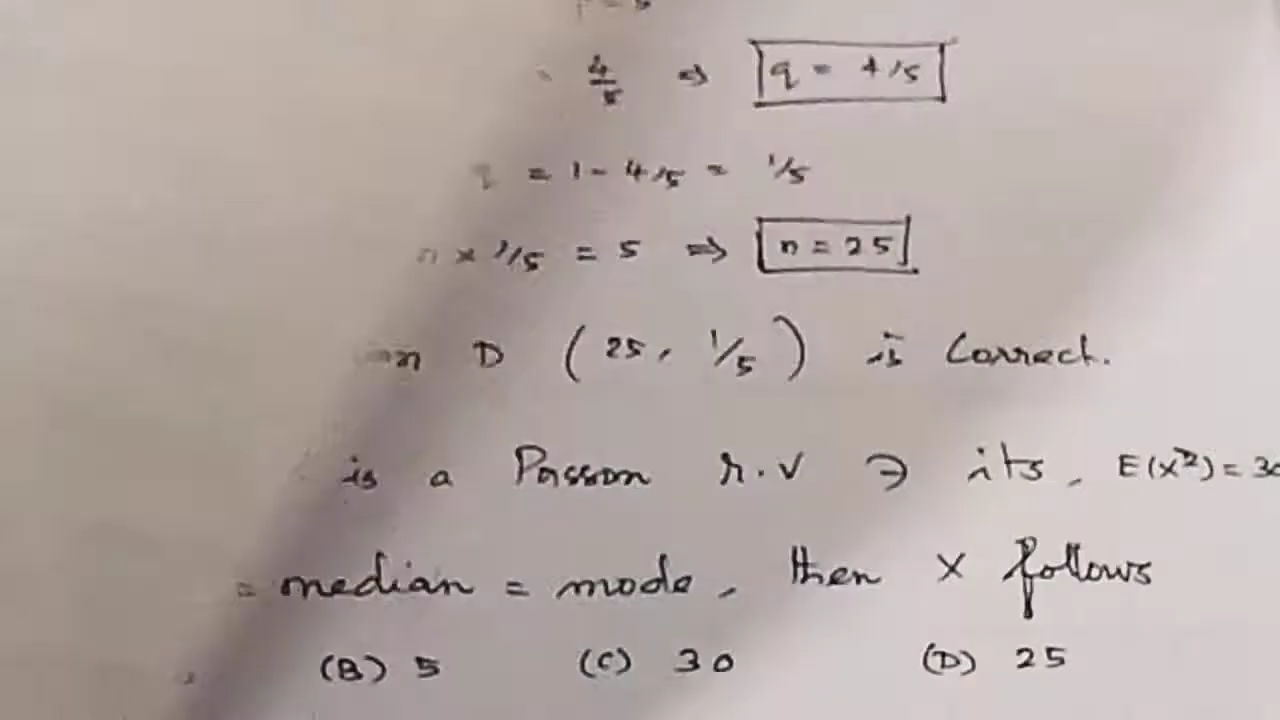 4/5 ⇒ q = 4/5
= 1 - 4/5 = 1/5
n × 1/5 = 5 ⇒ n = 25
D (25, 1/5) is Correct.
is a Poisson r.v ∋ its, E(X²) = 30
= median = mode, then X follows
(B) 5 (C) 30 (D) 25